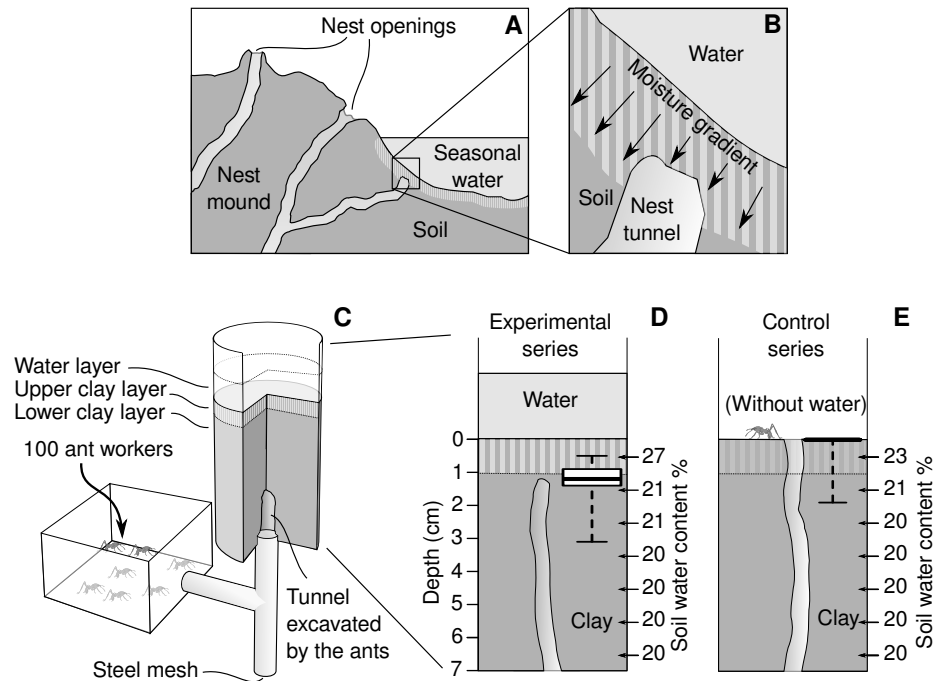 Nest openings
A
Nest
mound
Seasonal
water
Soil
B
Water
Moisture gradient
Soil
Nest
tunnel
C
Water layer
Upper clay layer
Lower clay layer
100 ant workers
Tunnel
excavated
by the ants
Steel mesh
Experimental
series
D
Water
Depth (cm)
0
1
2
3
4
5
6
7
27
21
21
20
20
20
20
Clay
Soil water content %
Control
series
E
(Without water)
23
21
20
20
20
20
20
Clay
Soil water content %